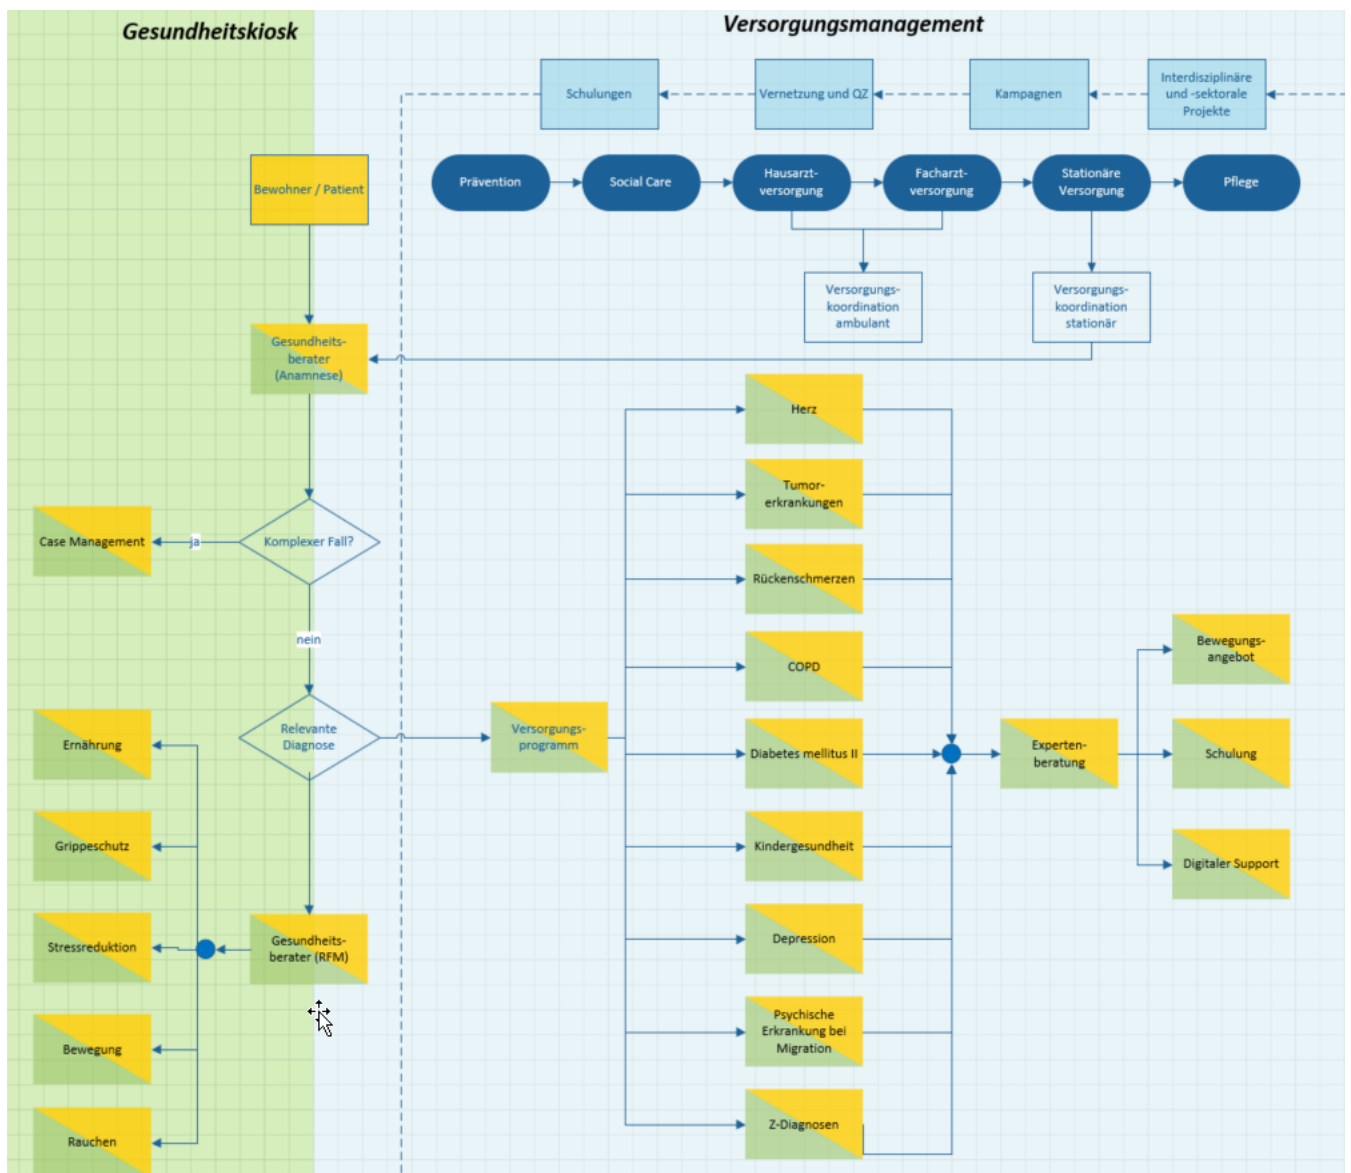 Gesundheitskiosk
Versorgungsmanagement
Schulungen
Vernetzung und QZ
Kampagnen
Interdisziplinäre
und -sektorale
Projekte
Bewohner / Patient
Prävention
Social Care
Hausarzt-
versorgung
Facharzt-
versorgung
Stationäre
Versorgung
Pflege
Versorgungs-
koordination
ambulant
Versorgungs-
koordination
stationär
Gesundheits-
berater
(Anamnese)
Herz
Tumor-
erkrankungen
Case Management
ja
Komplexer Fall?
Rückenschmerzen
nein
COPD
Bewegungs-
angebot
Ernährung
Relevante
Diagnose
Versorgungs-
programm
Diabetes mellitus II
Experten-
beratung
Schulung
Grippeschutz
Kindergesundheit
Digitaler Support
Stressreduktion
Gesundheits-
berater (RFM)
Depression
Bewegung
Psychische
Erkrankung bei
Migration
Rauchen
Z-Diagnosen